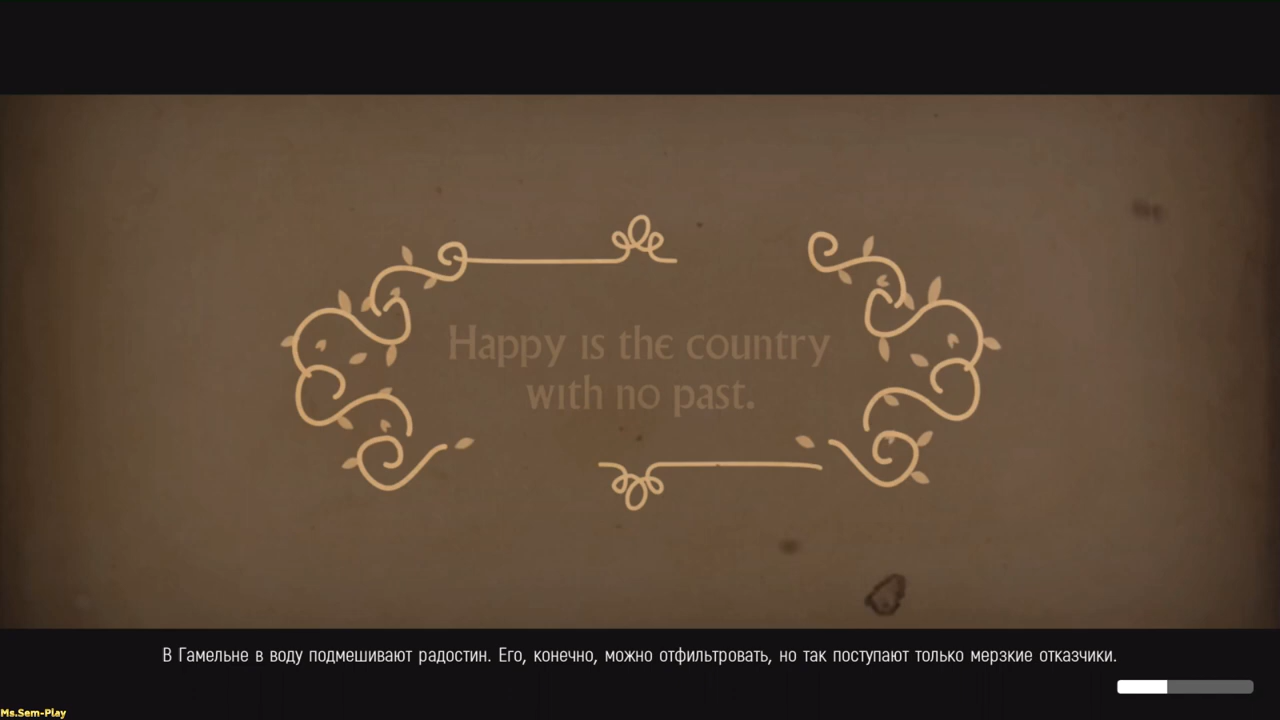 Happy is the country
with no past.
В Гамельне в воду подмешивают радостин. Его, конечно, можно отфильтровать, но так поступают только мерзкие отказчики.
Ms.Sem-Play